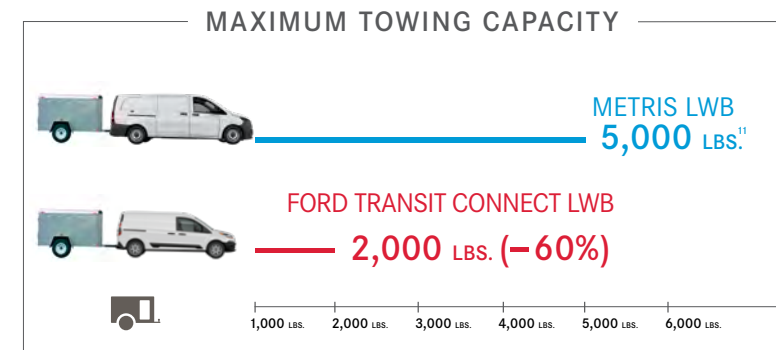 MAXIMUM TOWING CAPACITY
METRIS LWB
5,000 LBS.¹¹
FORD TRANSIT CONNECT LWB
2,000 LBS. (–60%)
1,000 LBS. 2,000 LBS. 3,000 LBS. 4,000 LBS. 5,000 LBS. 6,000 LBS.